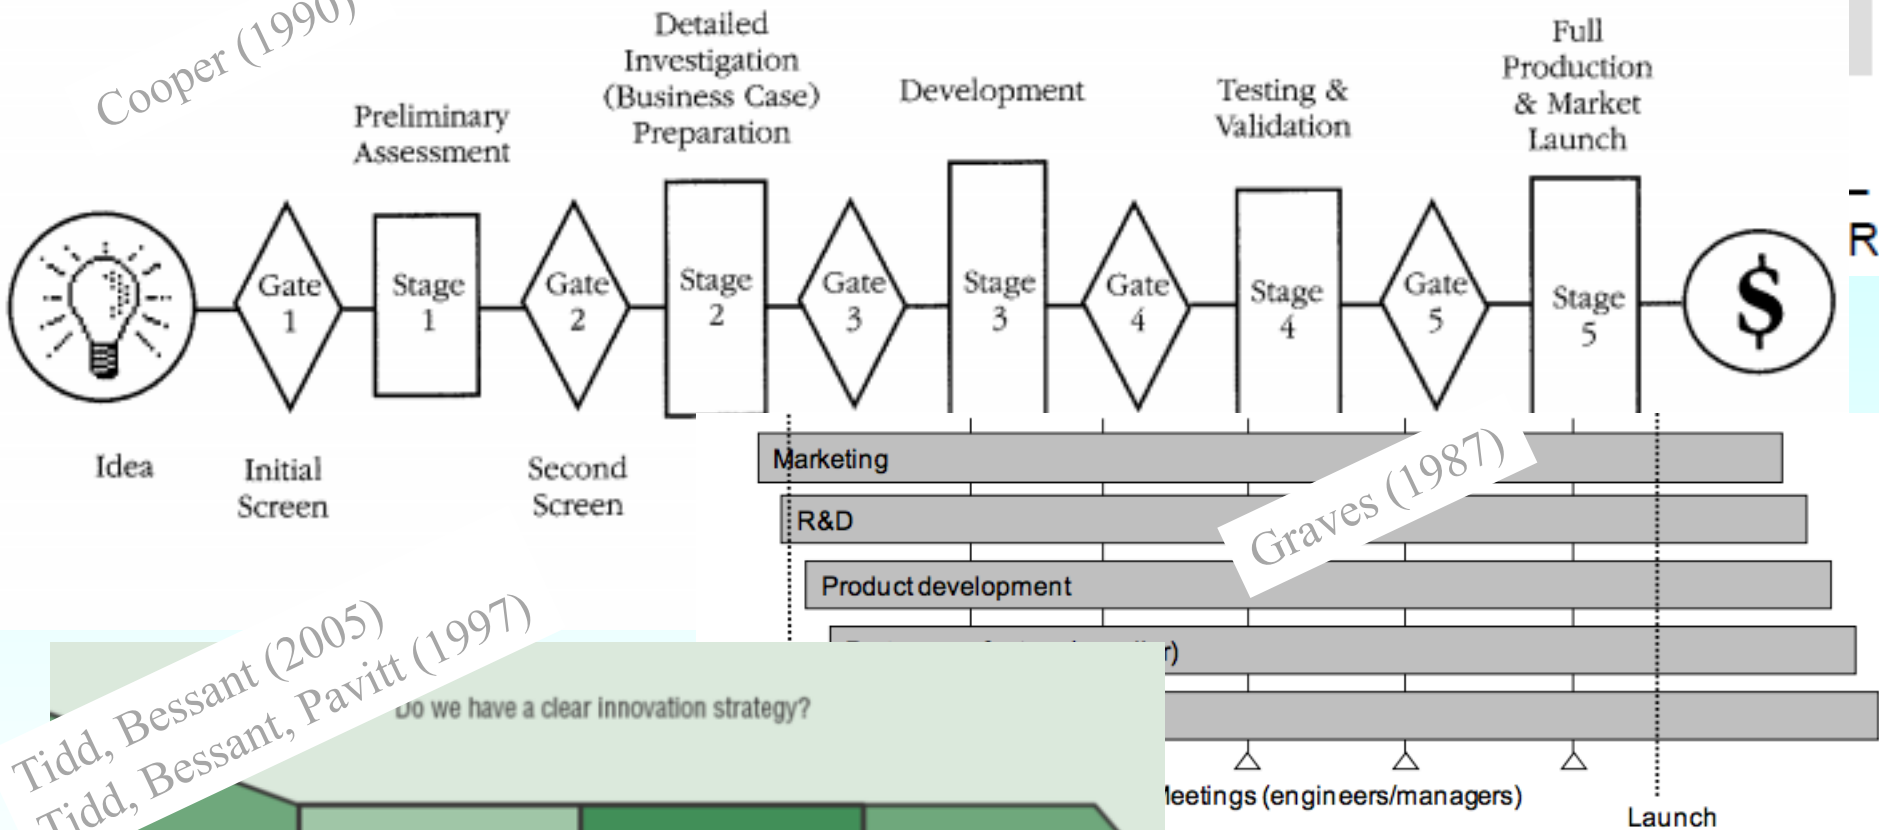 Cooper (1990)
Preliminary
Assessment
Detailed
Investigation
(Business Case)
Preparation
Development
Testing &
Validation
Full
Production
& Market
Launch
Gate
1
Stage
1
Gate
2
Stage
2
Gate
3
Stage
3
Gate
4
Stage
4
Gate
5
Stage
5
$
R
Idea
Initial
Screen
Second
Screen
Marketing
R&D
Product development
r)
Graves (1987)
Meetings (engineers/managers)
Launch
Tidd, Bessant (2005)
Tidd, Bessant, Pavitt (1997)
Do we have a clear innovation strategy?